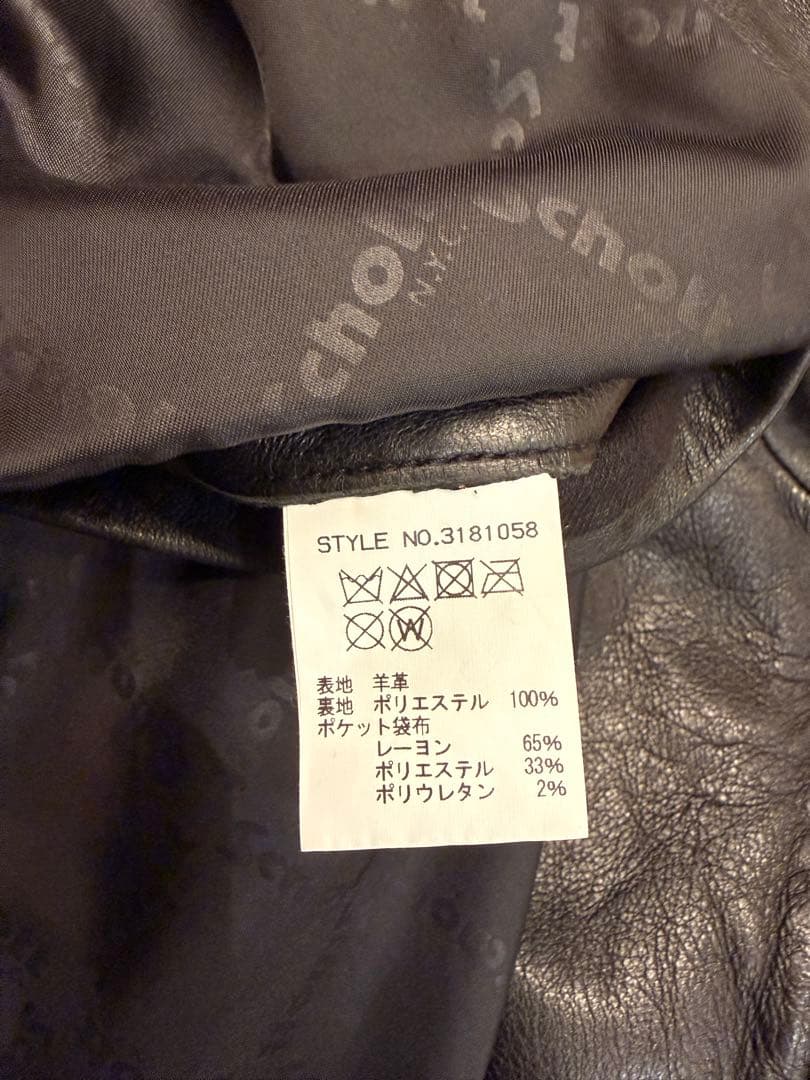 chott
N.Y.C.
chott
STYLE NO.3181058
W
表地 羊革
裏地 ポリエステル 100%
ポケット袋布
レーヨン 65%
ポリエステル 33%
ポリウレタン 2%